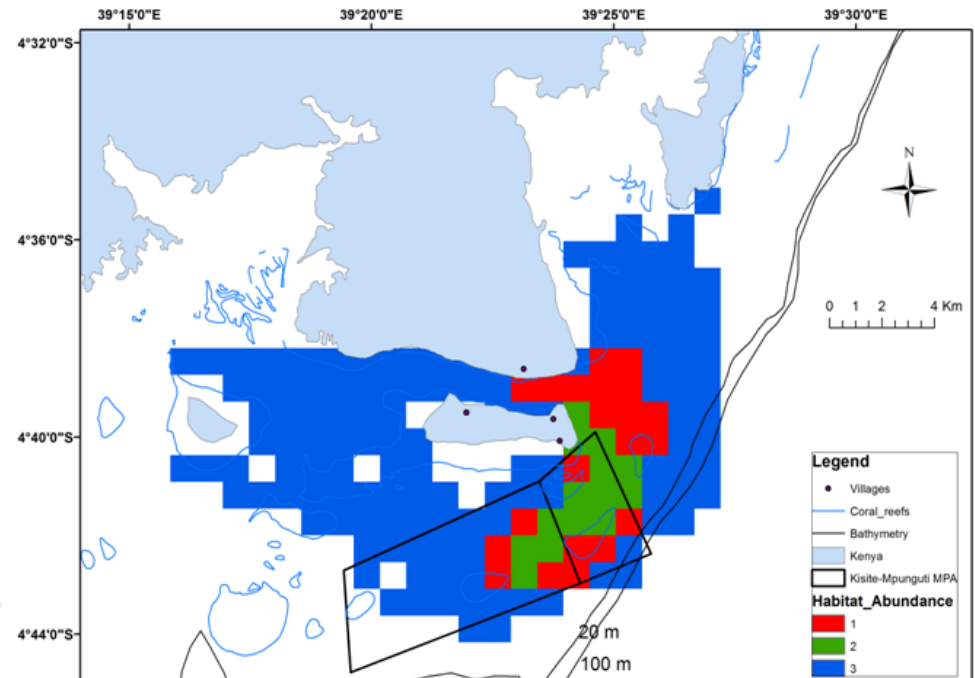 39°15'0"E 39°20'0"E 39°25'0"E 39°30'0"E
4°32'0"S
N
4°36'0"S
0 1 2 4 Km
4°40'0"S
Legend
Villages
Coral_reefs
Bathymetry
Kenya
Kisite-Mpunguti MPA
Habitat_Abundance
1
2
3
4°44'0"S
20 m
100 m